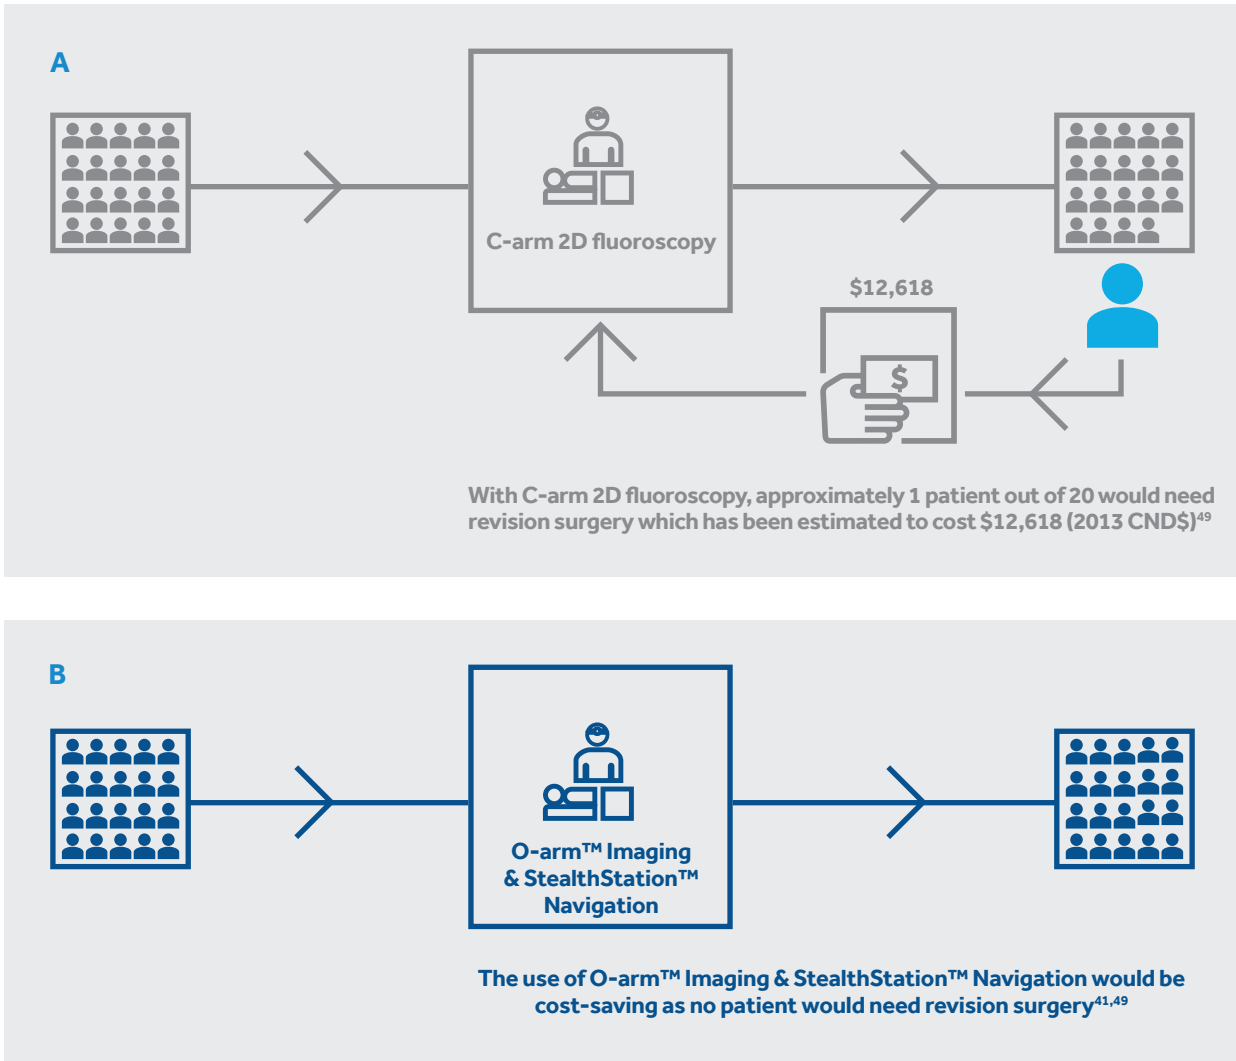 A
C-arm 2D fluoroscopy
$12,618
$
With C-arm 2D fluoroscopy, approximately 1 patient out of 20 would need
revision surgery which has been estimated to cost $12,618 (2013 CND$)49
B
O-arm™ Imaging
& StealthStation™
Navigation
The use of O-arm™ Imaging & StealthStation™ Navigation would be
cost-saving as no patient would need revision surgery41,49